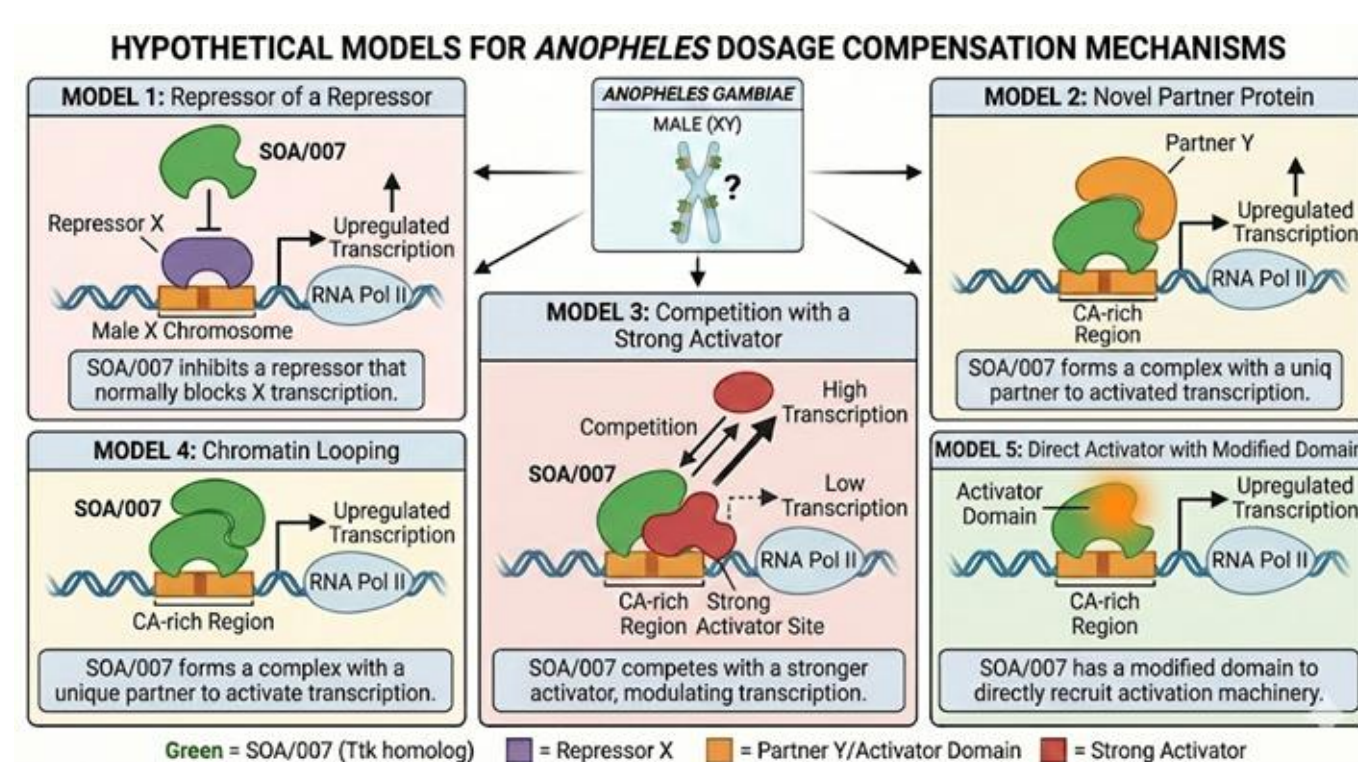 HYPOTHETICAL MODELS FOR ANOPHELES DOSAGE COMPENSATION MECHANISMS
MODEL 1: Repressor of a Repressor
SOA/007
Repressor X
Upregulated
Transcription
RNA Pol II
Male X Chromosome
SOA/007 inhibits a repressor that
normally blocks X transcription.
ANOPHELES GAMBIAE
MALE (XY)
?
MODEL 2: Novel Partner Protein
Partner Y
Upregulated
Transcription
RNA Pol II
CA-rich
Region
SOA/007 forms a complex with a uniq
partner to activated transcription.
MODEL 3: Competition with a
Strong Activator
High
Transcription
Competition
SOA/007
Low
Transcription
RNA Pol II
CA-rich
Region
Strong
Activator Site
SOA/007 competes with a stronger
activator, modulating transcription.
MODEL 4: Chromatin Looping
SOA/007
Upregulated
Transcription
RNA Pol II
CA-rich Region
SOA/007 forms a complex with a
unique partner to activate transcription.
MODEL 5: Direct Activator with Modified Domain
Activator
Domain
Upregulated
Transcription
RNA Pol II
CA-rich
Region
SOA/007 has a modified domain to
directly recruit activation machinery.
Green = SOA/007 (Ttk homolog) = Repressor X = Partner Y/Activator Domain = Strong Activator